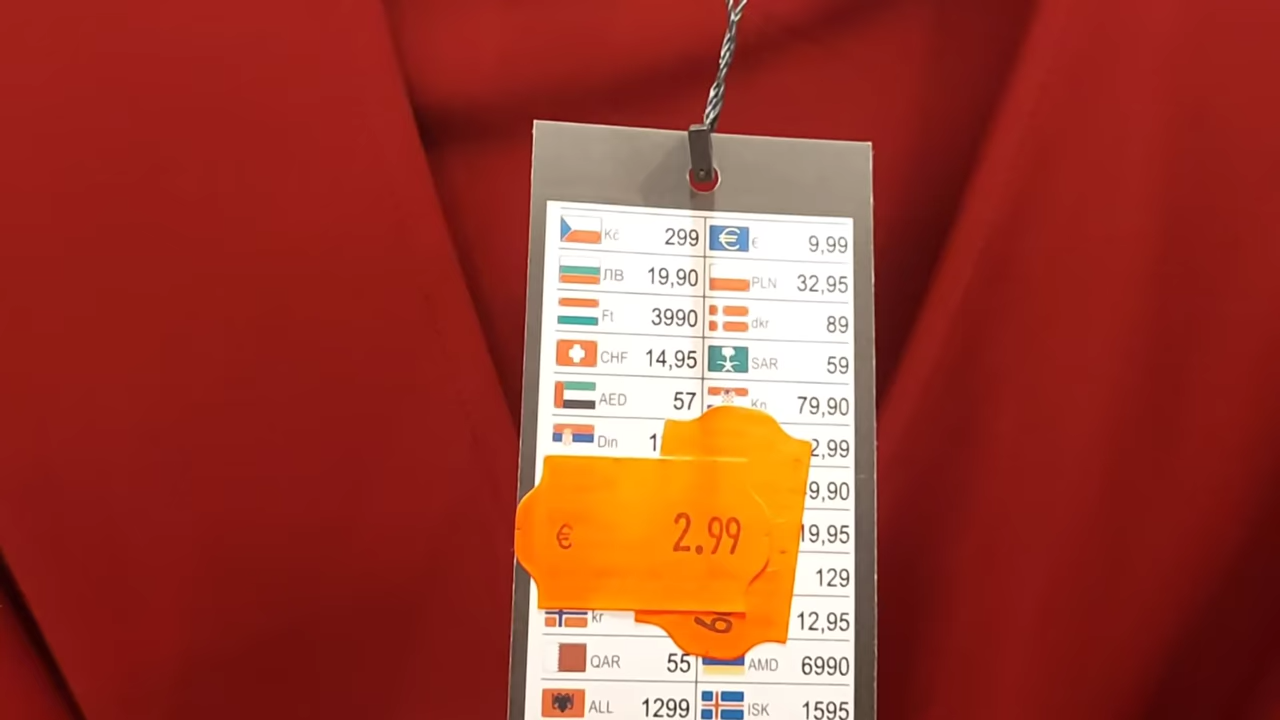 Kč 299 € 9,99
ЛВ 19,90 PLN 32,95
Ft 3990 dkr 89
CHF 14,95 SAR 59
AED 57 Kn 79,90
Din 2,99
9,90
€ 2.99 19,95
129
kr 12,95
QAR 55 AMD 6990
ALL 1299 ISK 1595